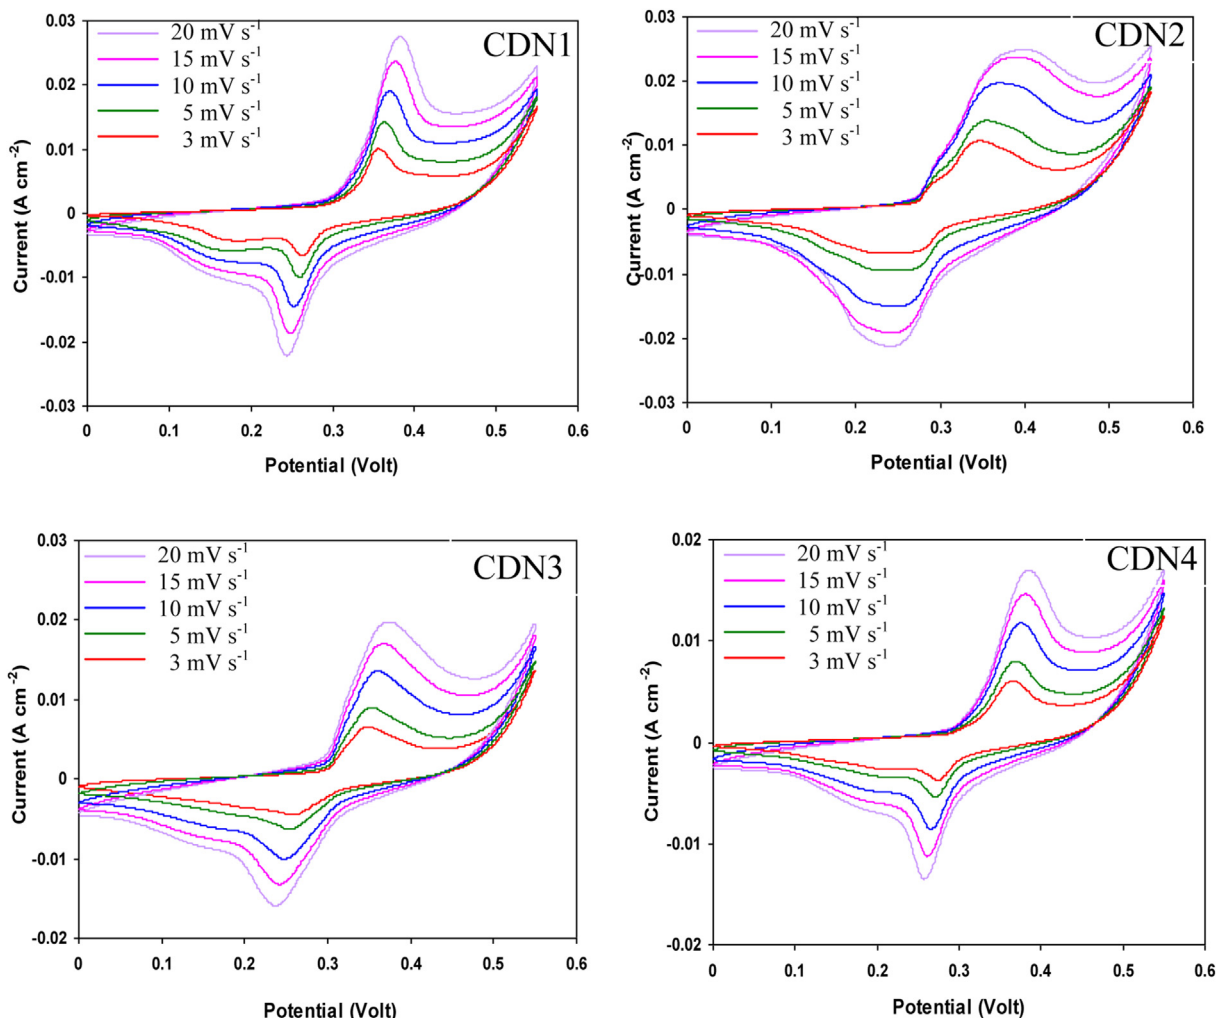 CDN1
20 mV s⁻¹
15 mV s⁻¹
10 mV s⁻¹
5 mV s⁻¹
3 mV s⁻¹
Current (A cm⁻²)
0.03
0.02
0.01
0
-0.01
-0.02
-0.03
0 0.1 0.2 0.3 0.4 0.5 0.6
Potential (Volt)
CDN2
20 mV s⁻¹
15 mV s⁻¹
10 mV s⁻¹
5 mV s⁻¹
3 mV s⁻¹
Current (A cm⁻²)
0.03
0.02
0.01
0
-0.01
-0.02
-0.03
0.0 0.1 0.2 0.3 0.4 0.5 0.6
Potential (Volt)
CDN3
20 mV s⁻¹
15 mV s⁻¹
10 mV s⁻¹
5 mV s⁻¹
3 mV s⁻¹
Current (A cm⁻²)
0.03
0.02
0.01
0
-0.01
-0.02
0.0 0.1 0.2 0.3 0.4 0.5 0.6
Potential (Volt)
CDN4
20 mV s⁻¹
15 mV s⁻¹
10 mV s⁻¹
5 mV s⁻¹
3 mV s⁻¹
Current (A cm⁻²)
0.02
0.01
0
-0.01
-0.02
0 0.1 0.2 0.3 0.4 0.5 0.6
Potential (Volt)